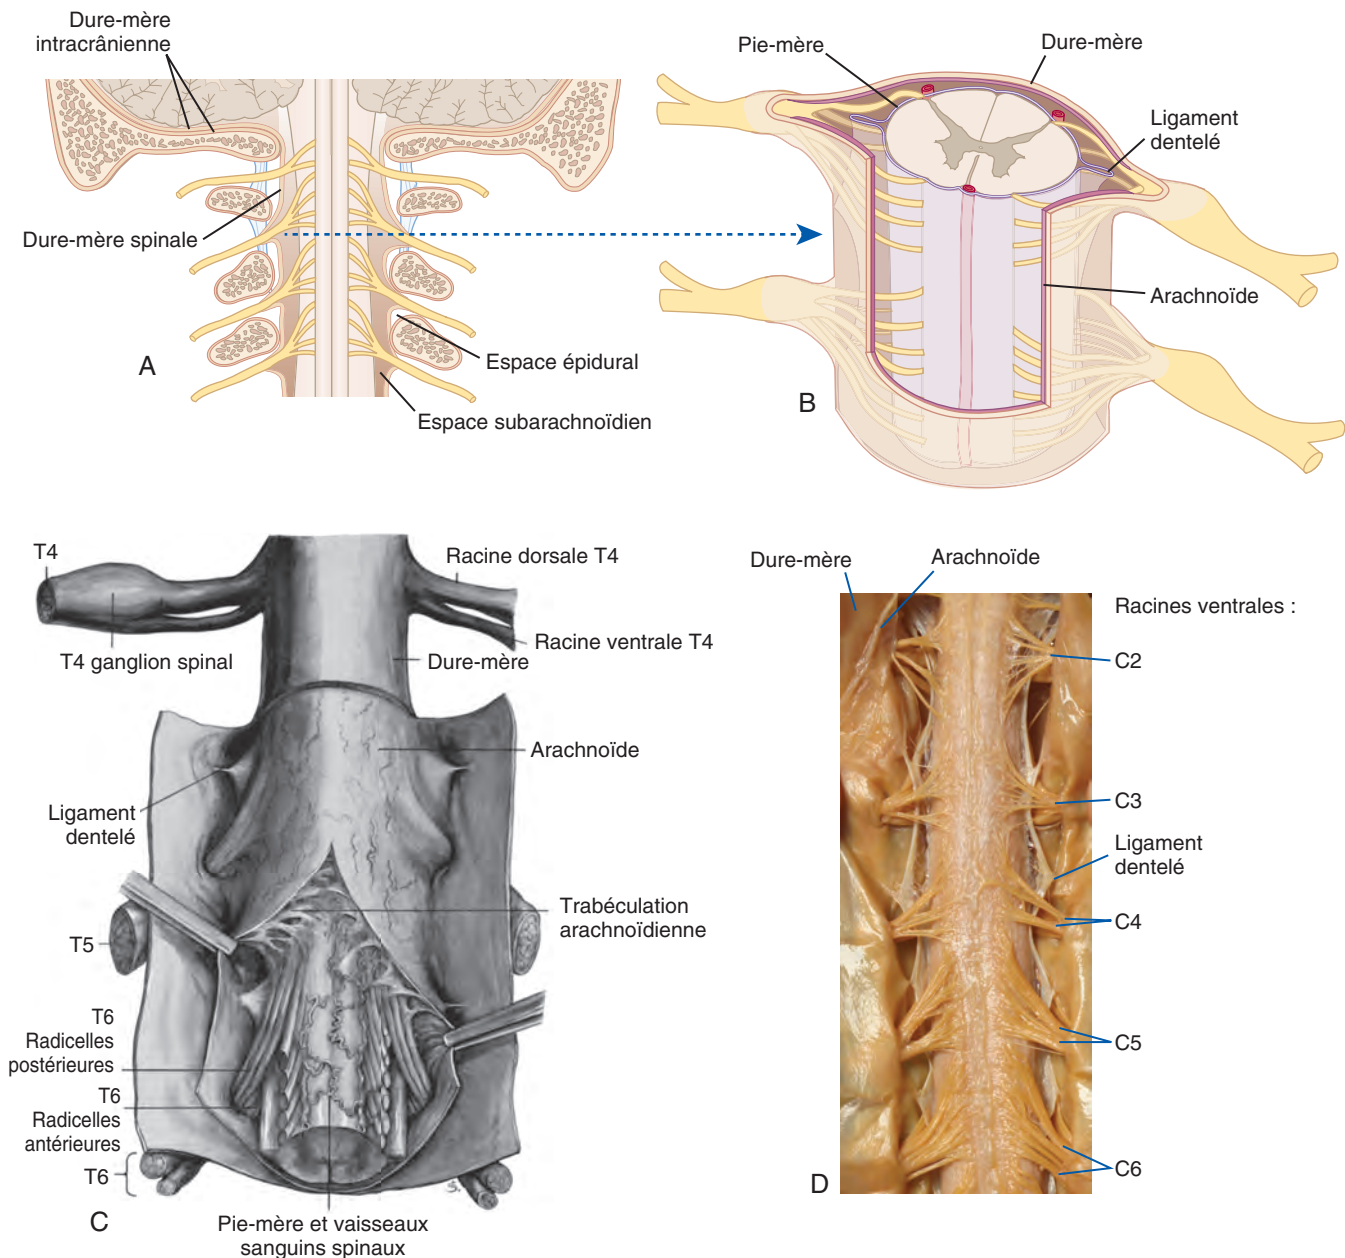 Dure-mère
intracrânienne
Dure-mère spinale
Espace épidural
Espace subarachnoïdien
A
Pie-mère
Dure-mère
Ligament
dentelé
Arachnoïde
B
T4
Racine dorsale T4
T4 ganglion spinal
Racine ventrale T4
Dure-mère
Arachnoïde
Ligament
dentelé
Trabéculation
arachnoïdienne
T5
T6
Radicelles
postérieures
T6
Radicelles
antérieures
T6
C
Pie-mère et vaisseaux
sanguins spinaux
Dure-mère
Arachnoïde
Racines ventrales :
C2
C3
Ligament
dentelé
C4
C5
C6
D